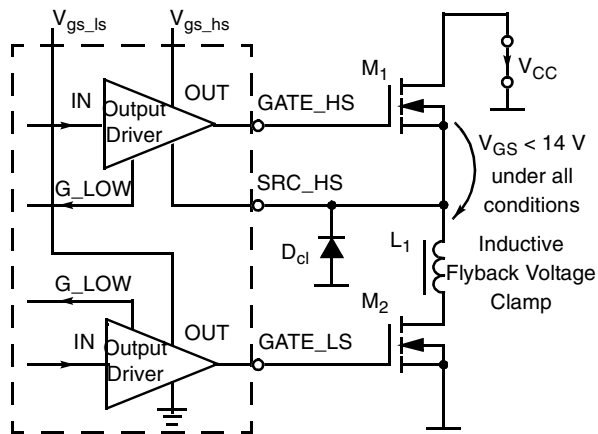 Vgs_ls
Vgs_hs
IN
Output
Driver
OUT
GATE_HS
M1
VCC
G_LOW
SRC_HS
VGS < 14 V
under all
conditions
Dcl
L1
Inductive
Flyback Voltage
Clamp
G_LOW
M2
IN
Output
Driver
OUT
GATE_LS